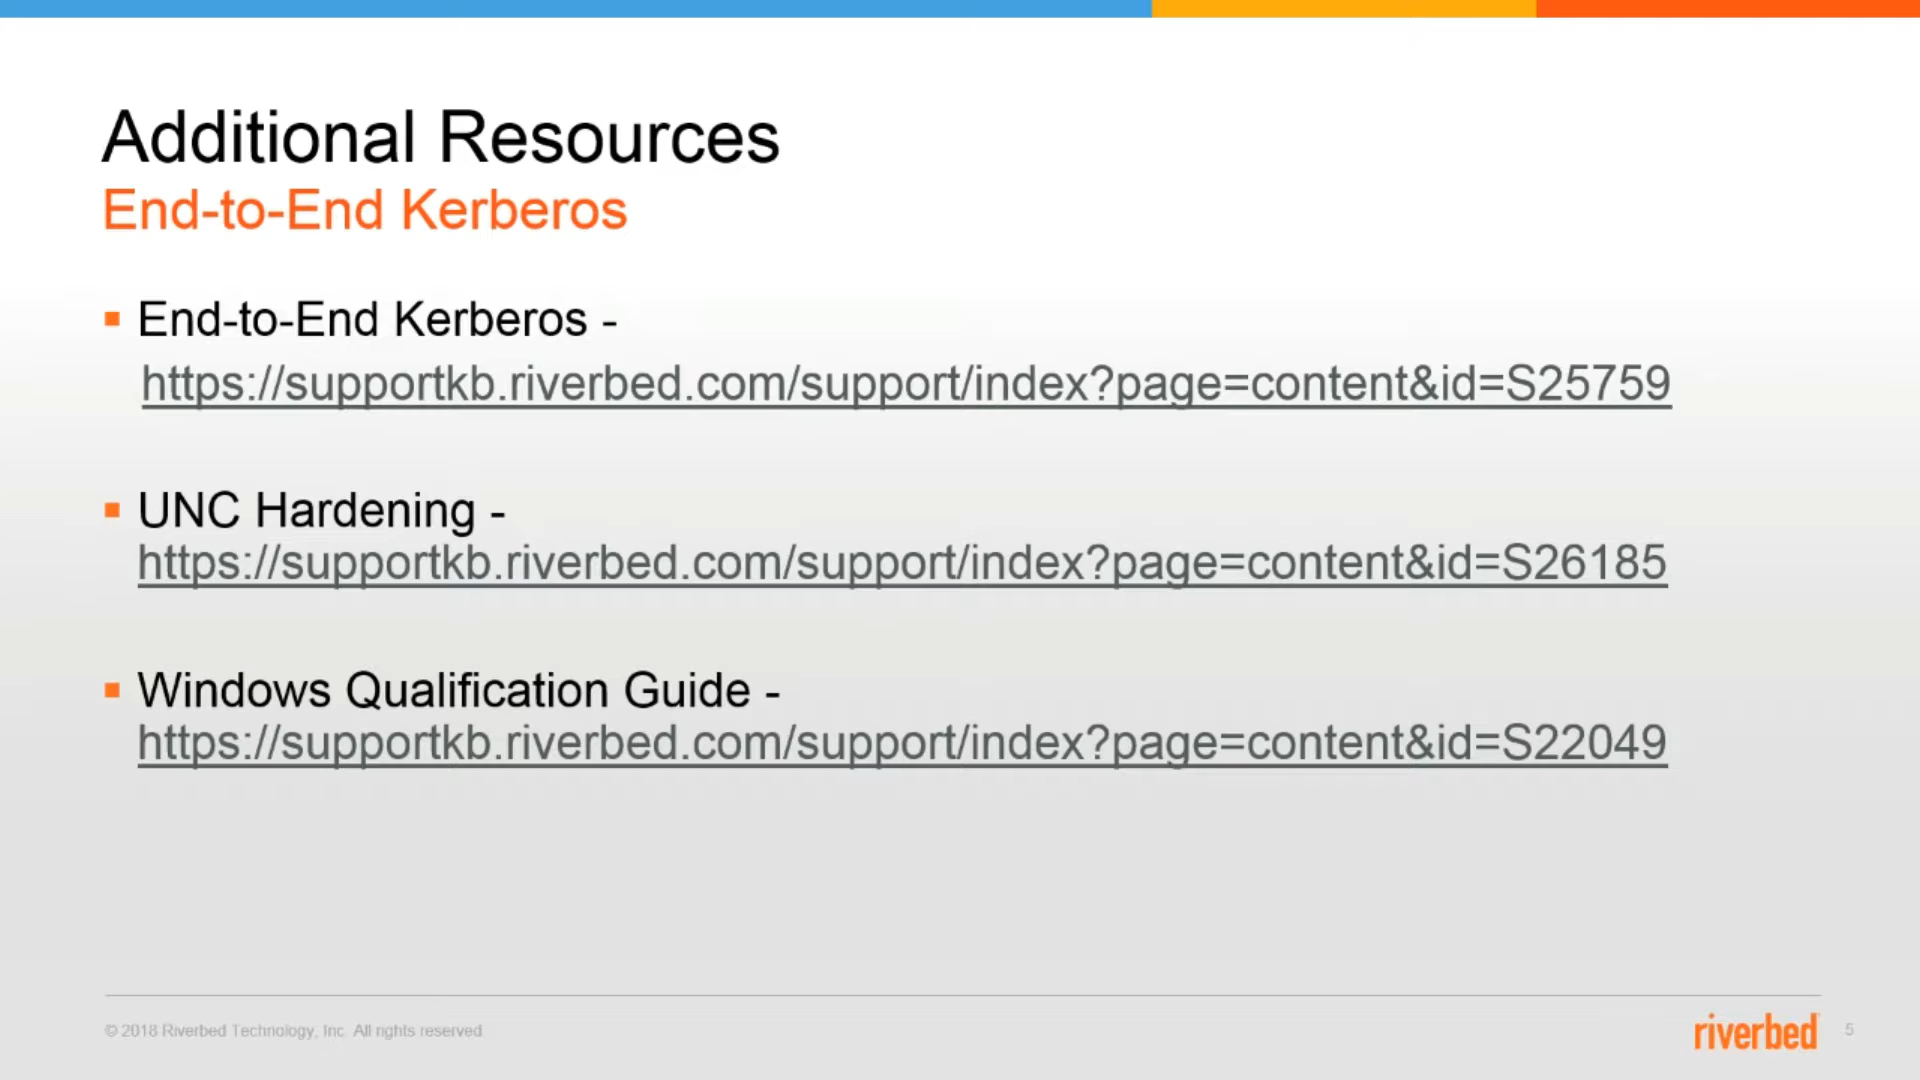 Additional Resources
End-to-End Kerberos
End-to-End Kerberos -
https://supportkb.riverbed.com/support/index?page=content&id=S25759
UNC Hardening -
https://supportkb.riverbed.com/support/index?page=content&id=S26185
Windows Qualification Guide -
https://supportkb.riverbed.com/support/index?page=content&id=S22049
© 2018 Riverbed Technology, Inc. All rights reserved.
riverbed
5